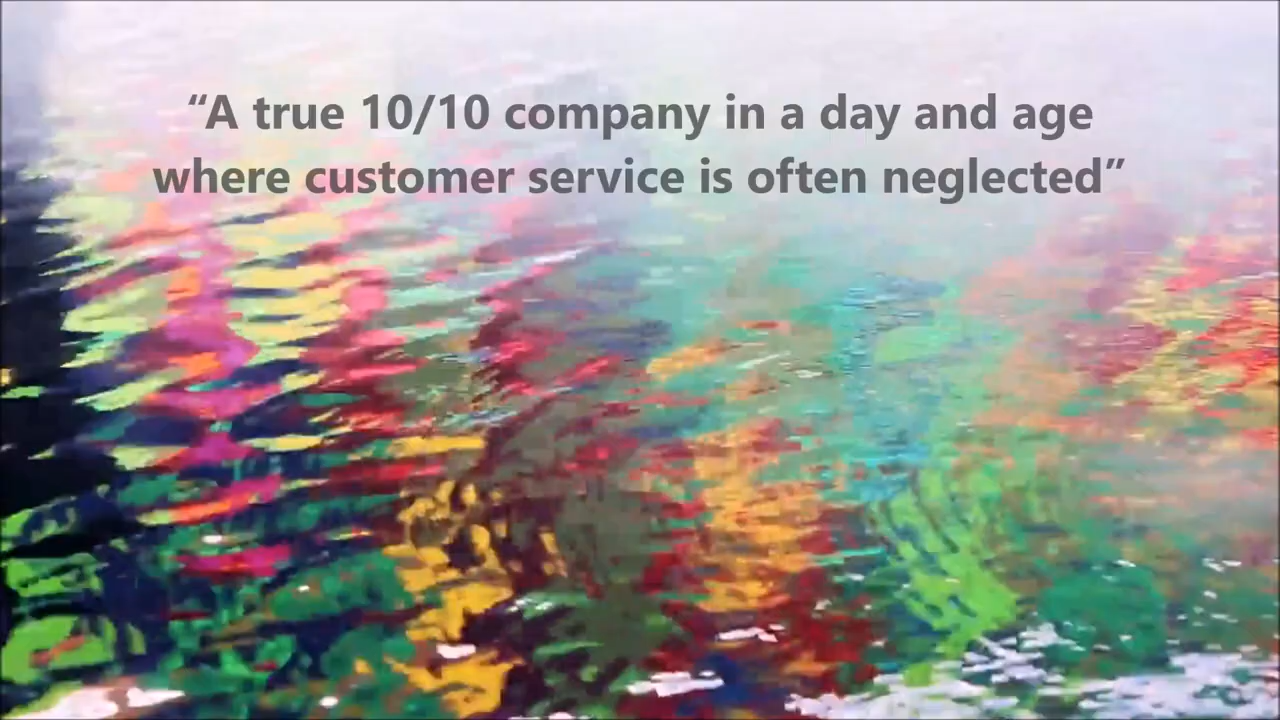 “A true 10/10 company in a day and age
where customer service is often neglected”